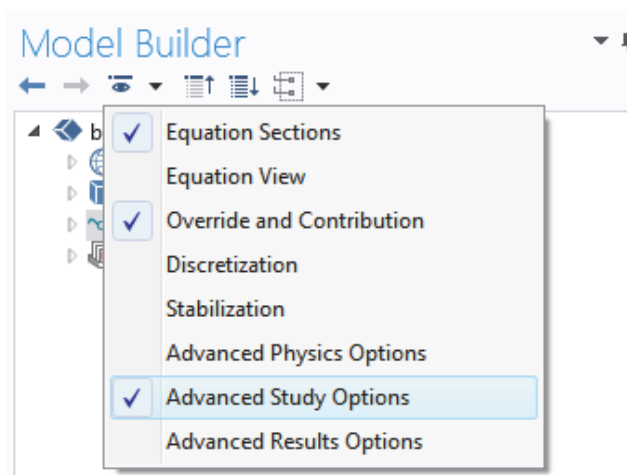 Model Builder
b
Equation Sections
Equation View
Override and Contribution
Discretization
Stabilization
Advanced Physics Options
Advanced Study Options
Advanced Results Options